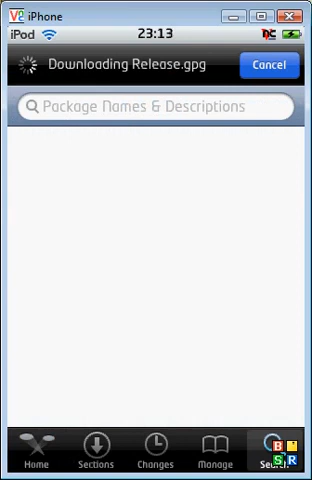 iPhone
iPod 23:13
Downloading Release.gpg Cancel
Package Names & Descriptions
Home Sections Changes Manage
B
S R